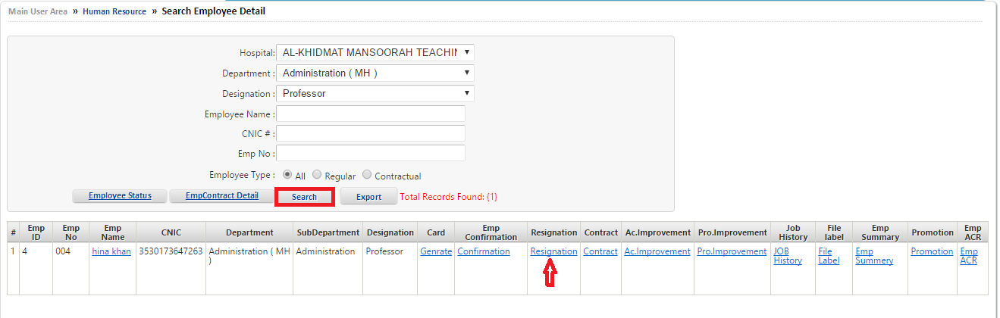 Main User Area » Human Resource » Search Employee Detail
Hospital: AL-KHIDMAT MANSOORAH TEACHIN
Department : Administration ( MH )
Designation : Professor
Employee Name :
CNIC # :
Emp No :
Employee Type : All Regular Contractual
Employee Status EmpContract Detail Search Export Total Records Found: {1}
# Emp ID Emp No Emp Name CNIC Department SubDepartment Designation Card Emp Confirmation Resignation Contract Ac.Improvement Pro.Improvement Job History File label Emp Summary Promotion Emp ACR
1 4 004 hina khan 3530173647263 Administration ( MH ) Administration Professor Genrate Confirmation Resignation Contract Ac.Improvement Pro.Improvement JOB History File Label Emp Summery Promotion Emp ACR